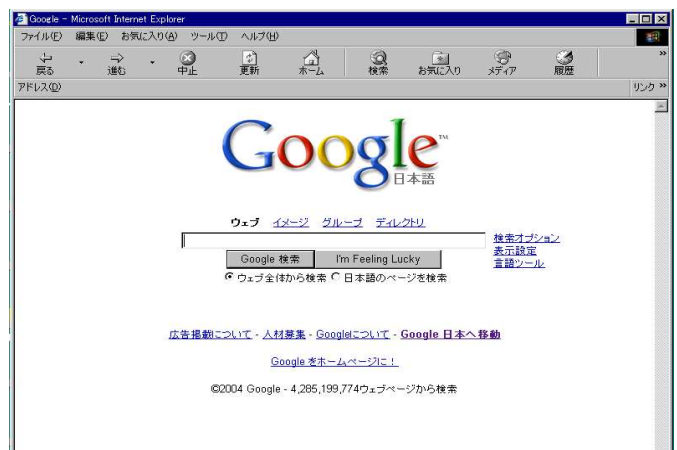 Google - Microsoft Internet Explorer
ファイル(F) 編集(E) お気に入り(A) ツール(T) ヘルプ(H)
戻る 進む 中止 更新 ホーム 検索 お気に入り メディア 履歴 »
アドレス(D) リンク »
Google™
日本語
ウェブ イメージ グループ ディレクトリ
検索オプション
表示設定
言語ツール
Google 検索 I'm Feeling Lucky
ウェブ全体から検索 日本語のページを検索
広告掲載について - 人材募集 - Googleについて - Google 日本へ移動
Google をホームページに!
©2004 Google - 4,285,199,774ウェブページから検索